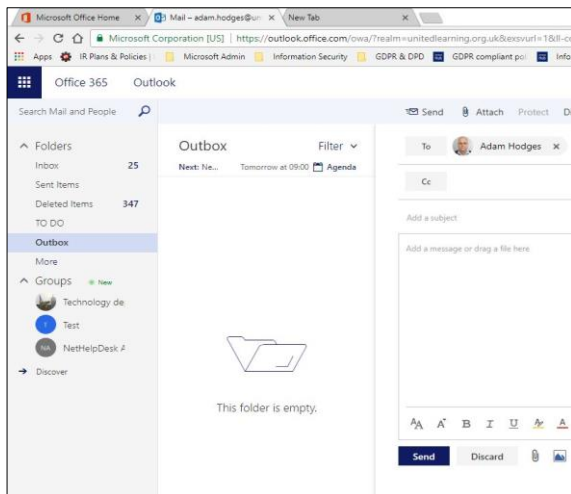 Microsoft Office Home
Mail – adam.hodges@un
New Tab
Microsoft Corporation [US] | https://outlook.office.com/owa/?realm=unitedlearning.org.uk&exsvurl=1&ll-c
Apps IR Plans & Policies | Microsoft Admin Information Security GDPR & DPD GDPR compliant pol Info
Office 365 Outlook
Search Mail and People
Send Attach Protect Di
Folders
Inbox 25
Sent Items
Deleted Items 347
TO DO
Outbox
More
Groups New
Technology de
T Test
NA NetHelpDesk A
Discover
Outbox Filter
Next: Ne... Tomorrow at 09:00 Agenda
This folder is empty.
To Adam Hodges
Cc
Add a subject
Add a message or drag a file here
AA A B I U A
Send Discard